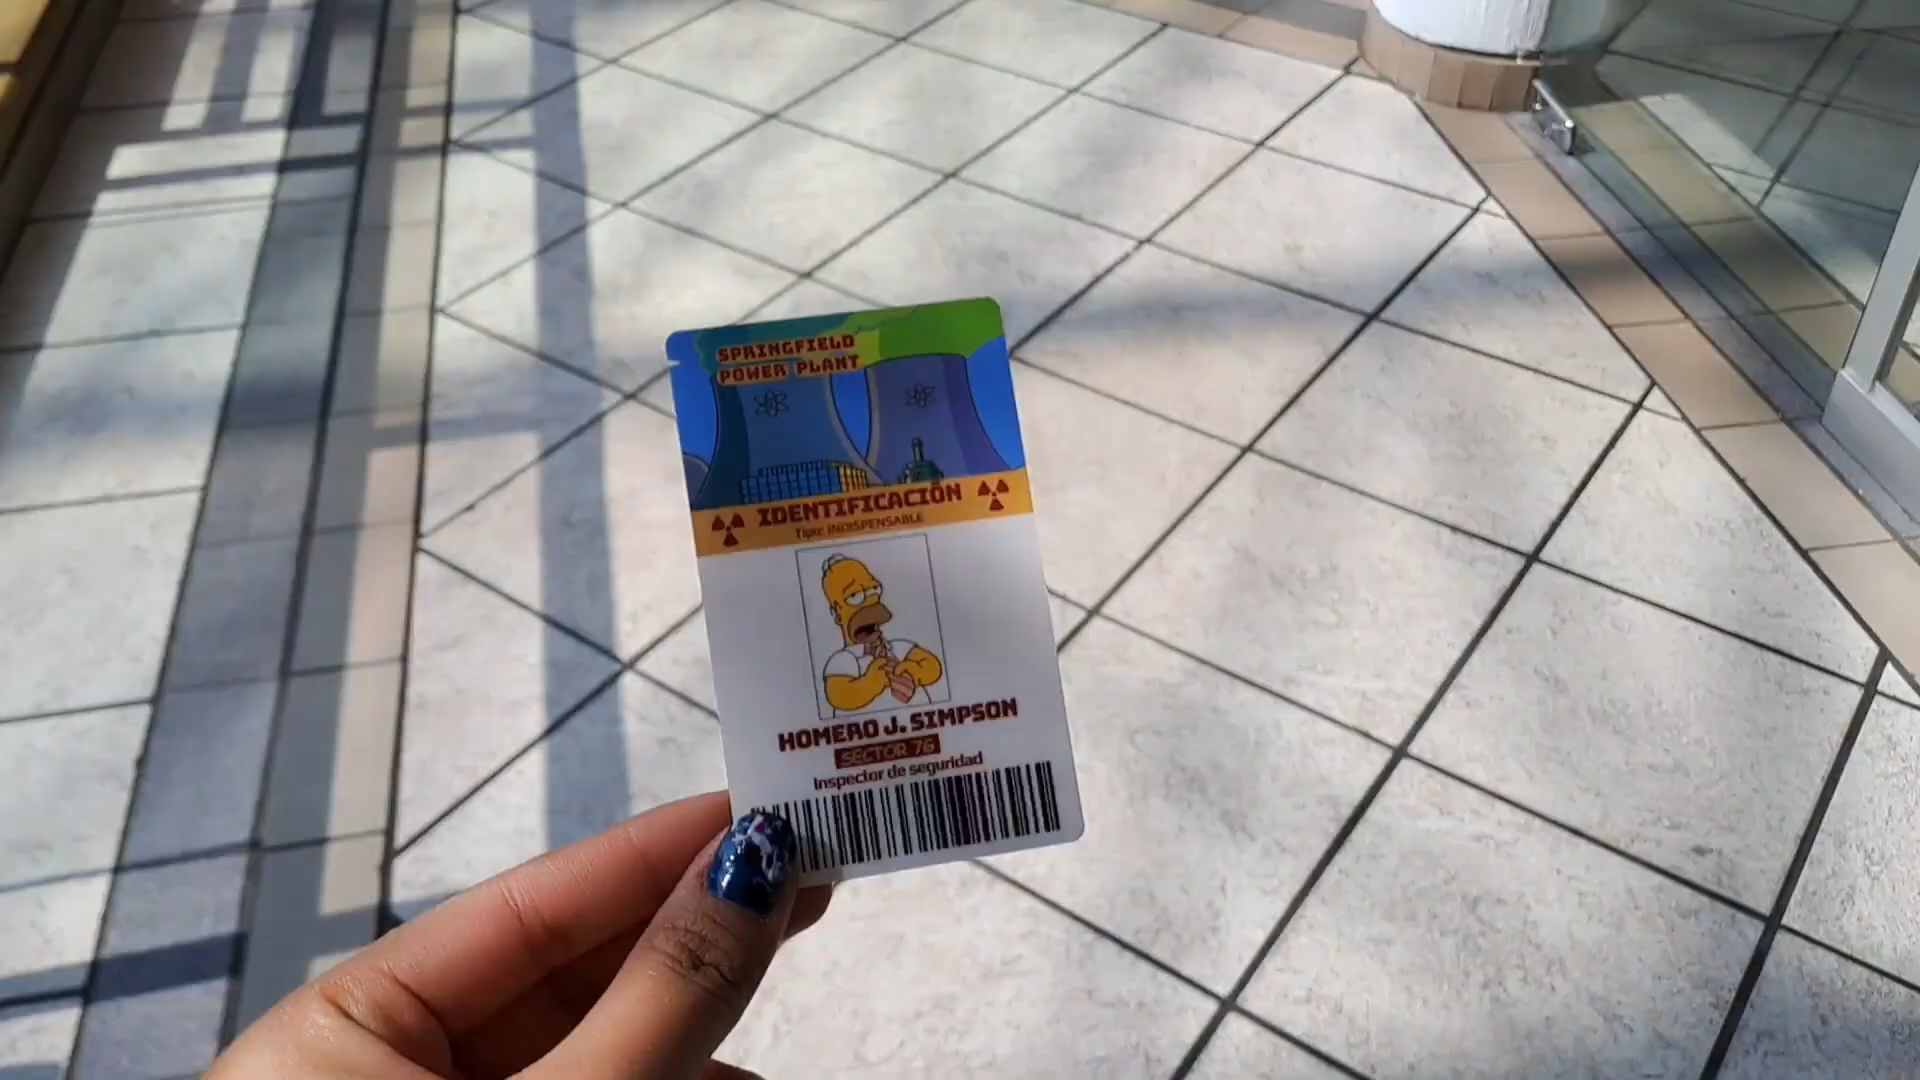 SPRINGFIELD
POWER PLANT
IDENTIFICACIÓN
Tipo: INDISPENSABLE
HOMERO J. SIMPSON
SECTOR 7G
Inspector de seguridad